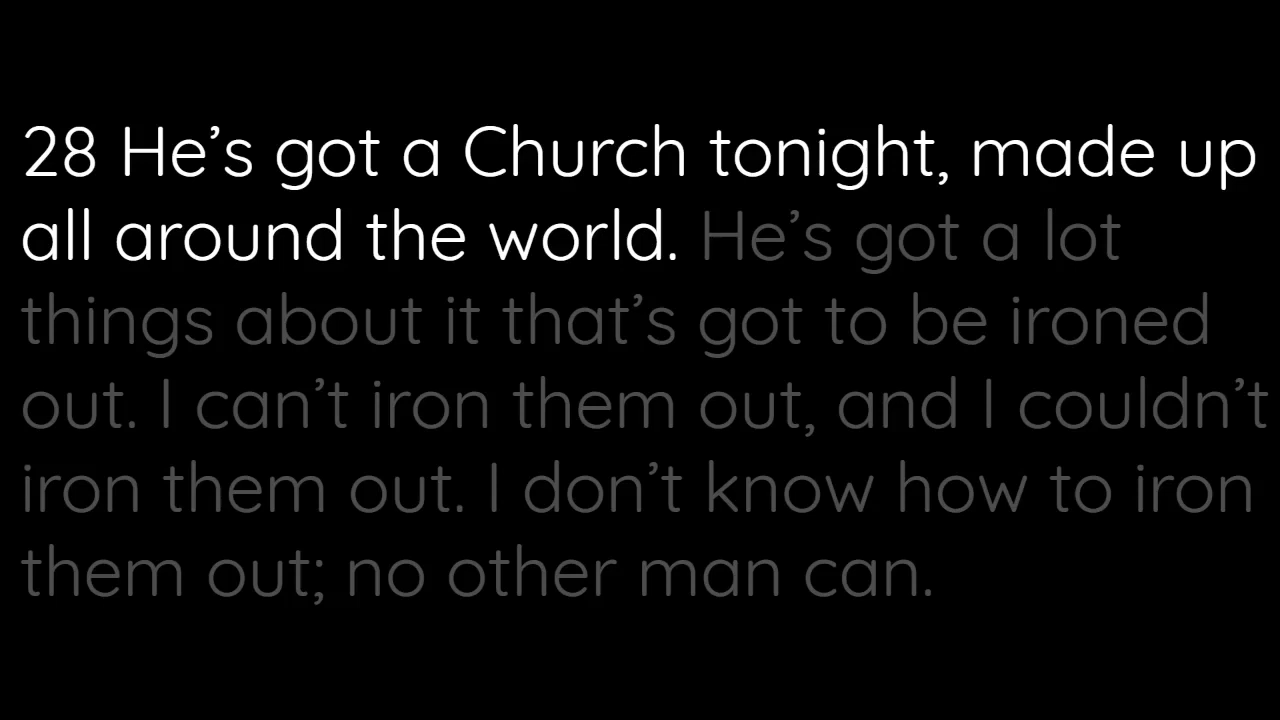 28 He’s got a Church tonight, made up
all around the world. He’s got a lot
things about it that’s got to be ironed
out. I can’t iron them out, and I couldn’t
iron them out. I don’t know how to iron
them out; no other man can.